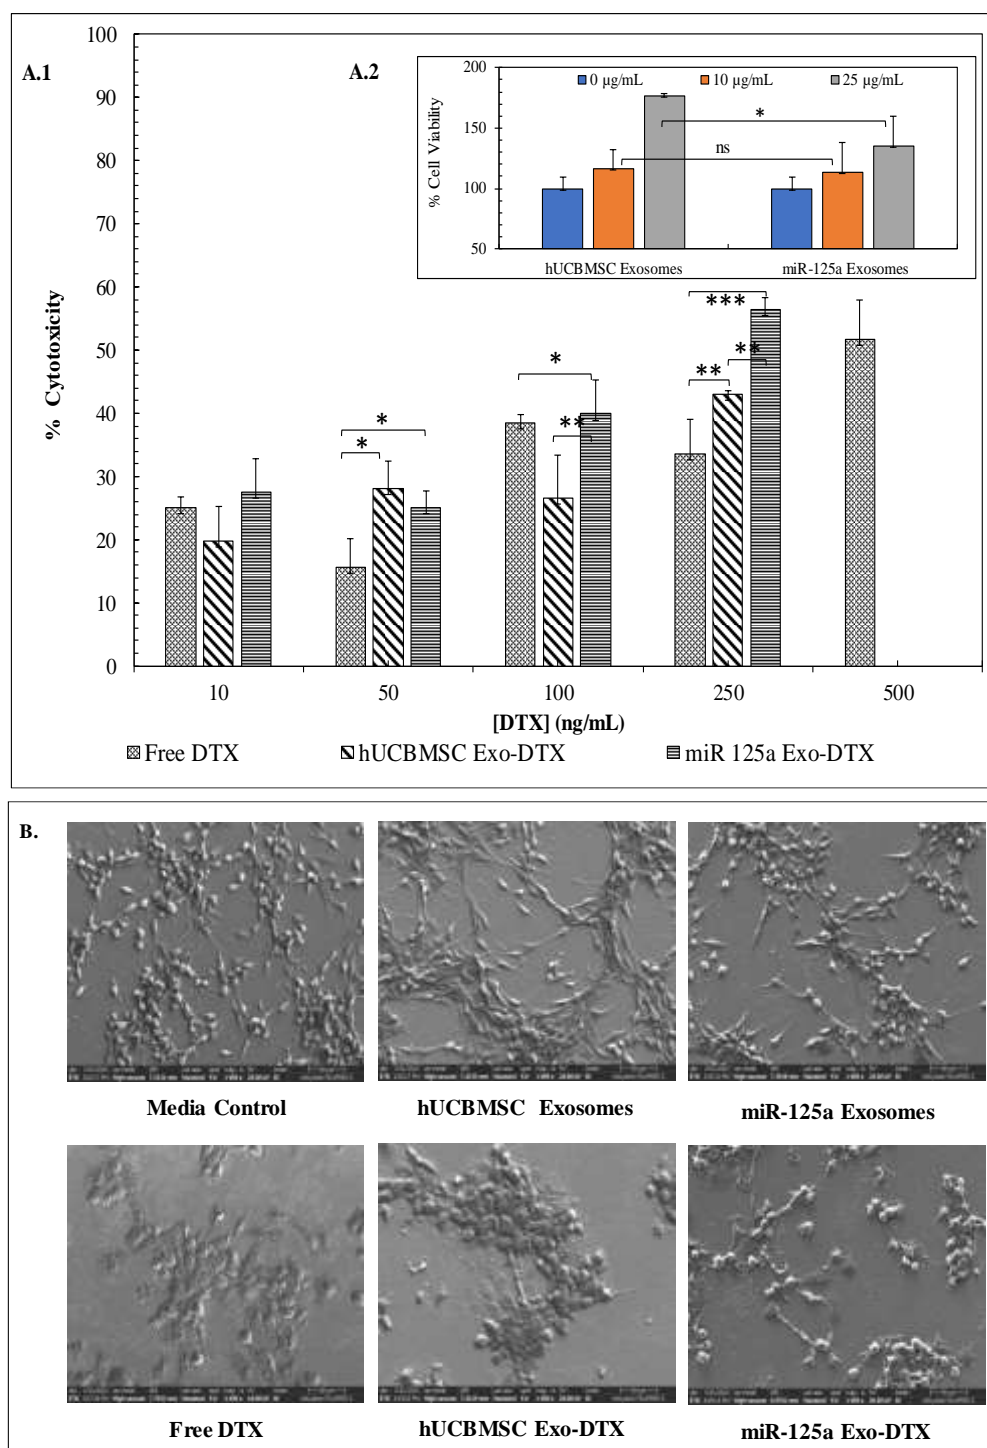 A.1
A.2
100
90
80
70
60
50
40
30
20
10
0
% Cytotoxicity
200
150
100
50
% Cell Viability
0 µg/mL
10 µg/mL
25 µg/mL
*
ns
hUCBMSC Exosomes
miR-125a Exosomes
***
**
**
*
**
*
*
10
50
100
250
500
[DTX] (ng/mL)
Free DTX
hUCBMSC Exo-DTX
miR 125a Exo-DTX
B.
Media Control
hUCBMSC Exosomes
miR-125a Exosomes
Free DTX
hUCBMSC Exo-DTX
miR-125a Exo-DTX